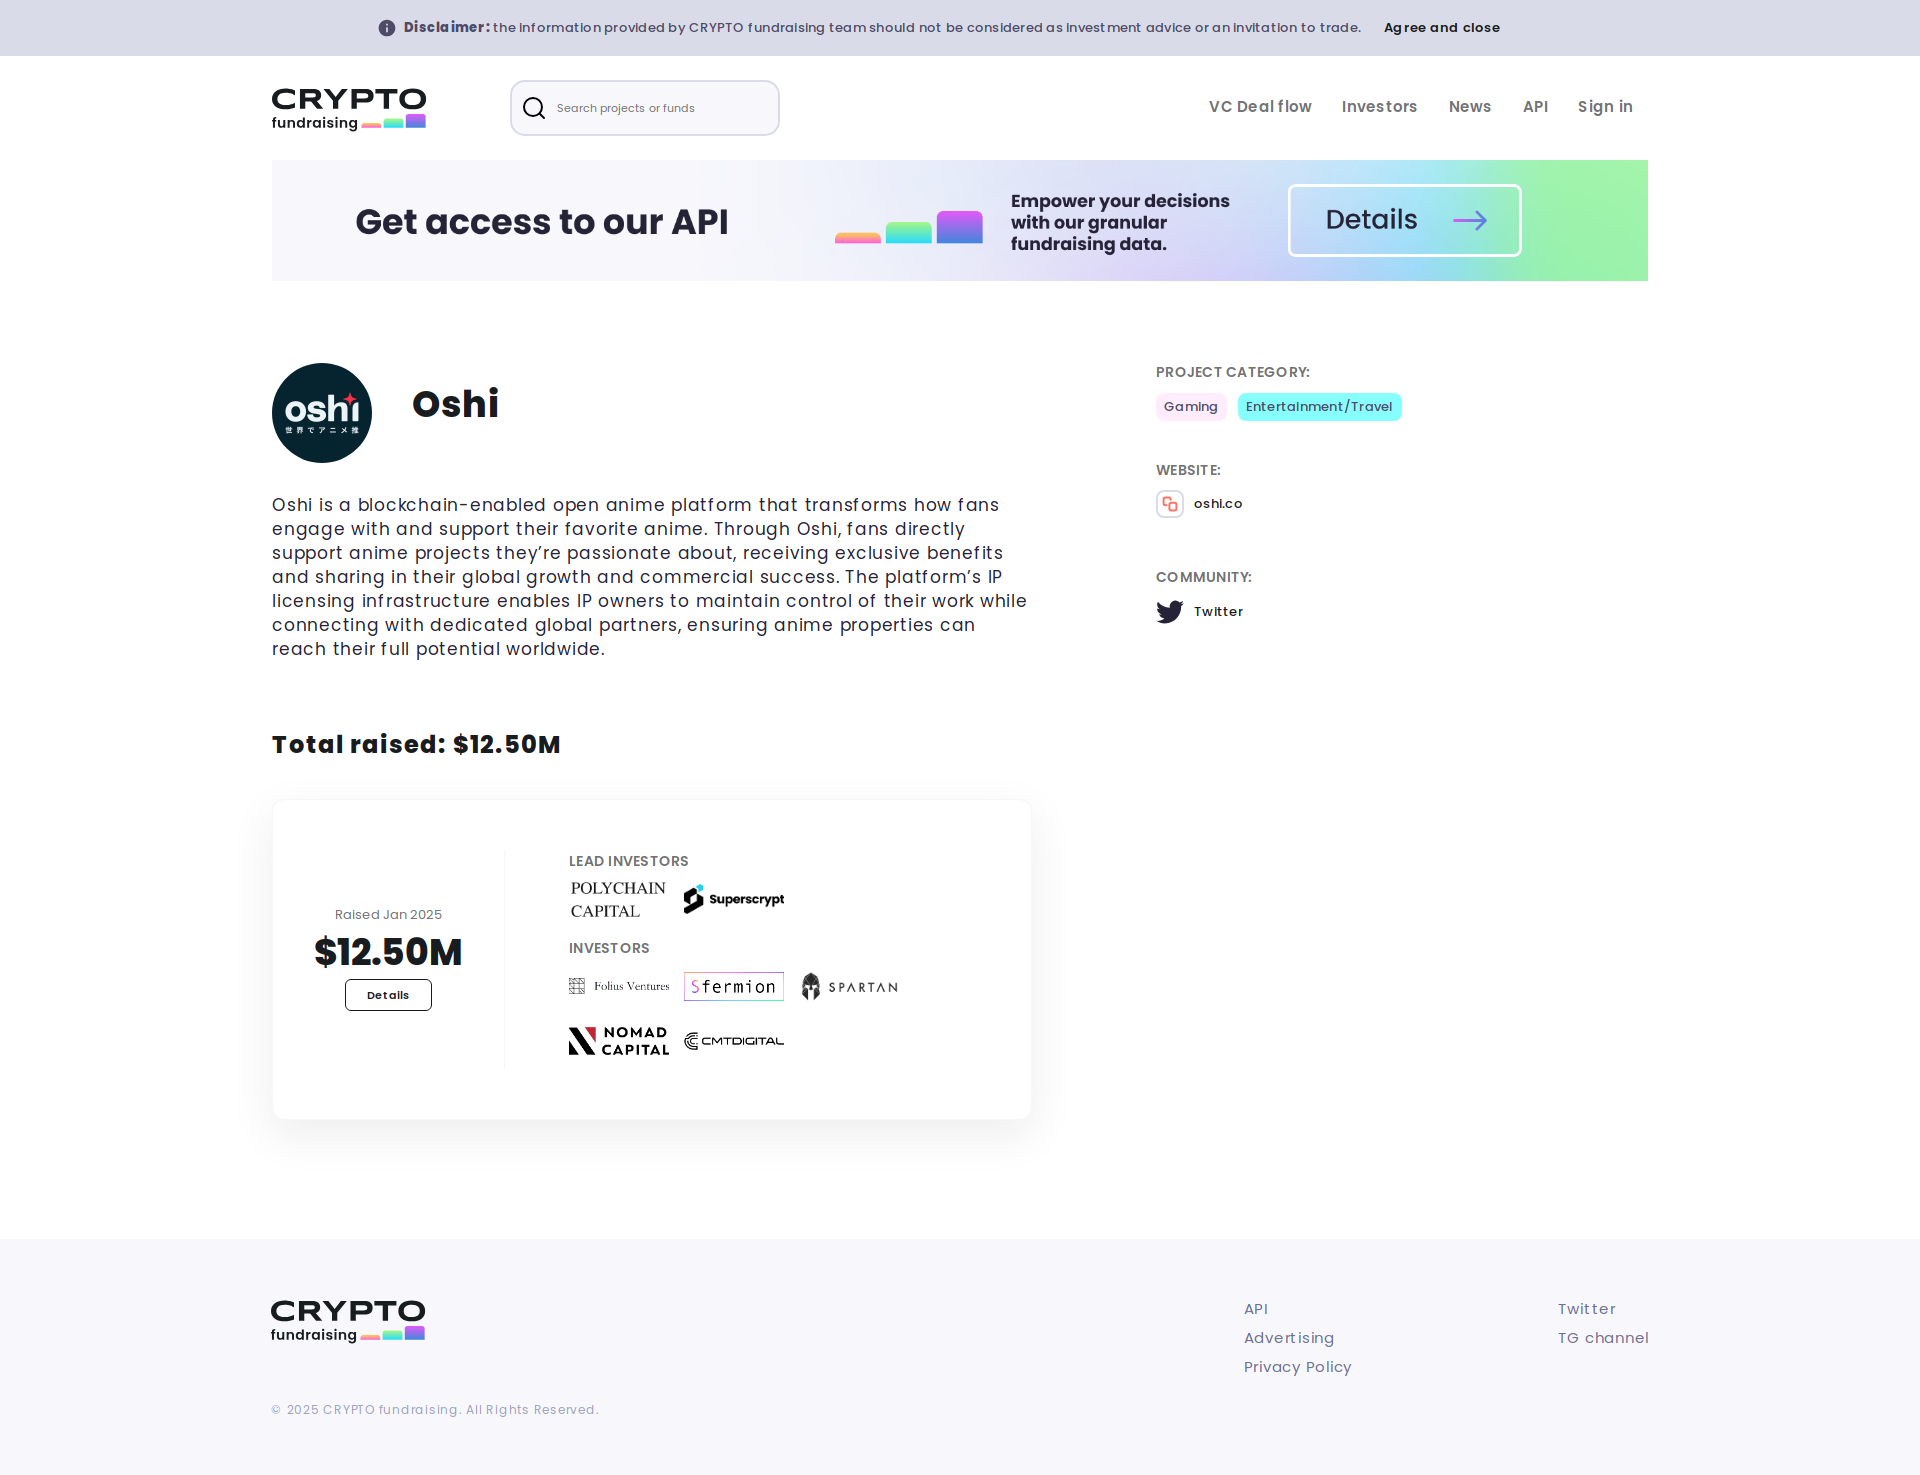 Disclaimer: the information provided by CRYPTO fundraising team should not be considered as investment advice or an invitation to trade. Agree and close
CRYPTO
fundraising
Search projects or funds
VC Deal flow Investors News API Sign in
Get access to our API
Empower your decisions
with our granular
fundraising data.
Details
oshi
世界でアニメ推
Oshi
Oshi is a blockchain-enabled open anime platform that transforms how fans
engage with and support their favorite anime. Through Oshi, fans directly
support anime projects they’re passionate about, receiving exclusive benefits
and sharing in their global growth and commercial success. The platform’s IP
licensing infrastructure enables IP owners to maintain control of their work while
connecting with dedicated global partners, ensuring anime properties can
reach their full potential worldwide.
PROJECT CATEGORY:
Gaming Entertainment/Travel
WEBSITE:
oshi.co
COMMUNITY:
Twitter
Total raised: $12.50M
Raised Jan 2025
$12.50M
Details
LEAD INVESTORS
POLYCHAIN
CAPITAL
Superscrypt
INVESTORS
Folius Ventures
Sfermion
SPARTAN
NOMAD
CAPITAL
CMTDIGITAL
CRYPTO
fundraising
API
Advertising
Privacy Policy
Twitter
TG channel
© 2025 CRYPTO fundraising. All Rights Reserved.